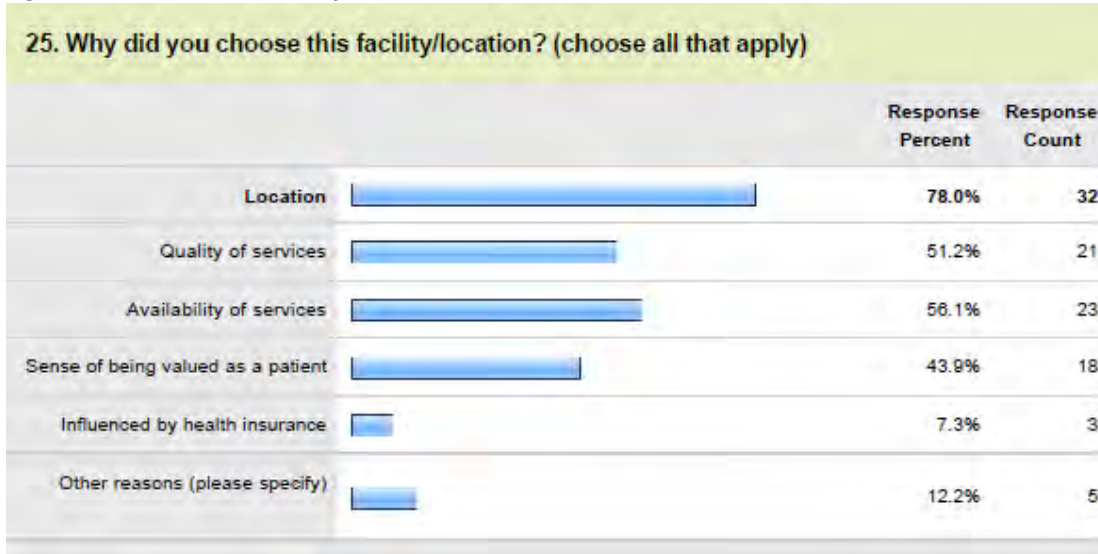 25. Why did you choose this facility/location? (choose all that apply)
Response Response
Percent Count
Location 78.0% 32
Quality of services 51.2% 21
Availability of services 56.1% 23
Sense of being valued as a patient 43.9% 18
Influenced by health insurance 7.3% 3
Other reasons (please specify) 12.2% 5